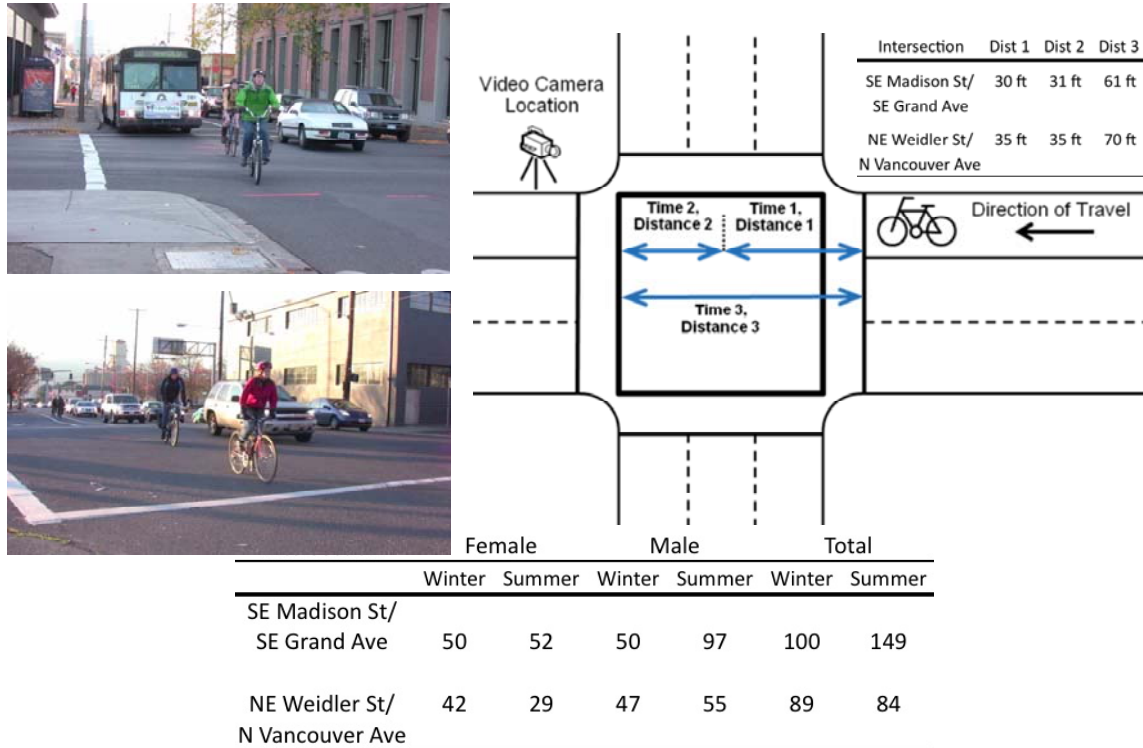 Video Camera
Location
Intersection Dist 1 Dist 2 Dist 3
SE Madison St/ 30 ft 31 ft 61 ft
SE Grand Ave
NE Weidler St/ 35 ft 35 ft 70 ft
N Vancouver Ave
Time 2, Time 1,
Distance 2 Distance 1
Direction of Travel
Time 3,
Distance 3
Female Male Total
Winter Summer Winter Summer Winter Summer
SE Madison St/
SE Grand Ave 50 52 50 97 100 149
NE Weidler St/ 42 29 47 55 89 84
N Vancouver Ave